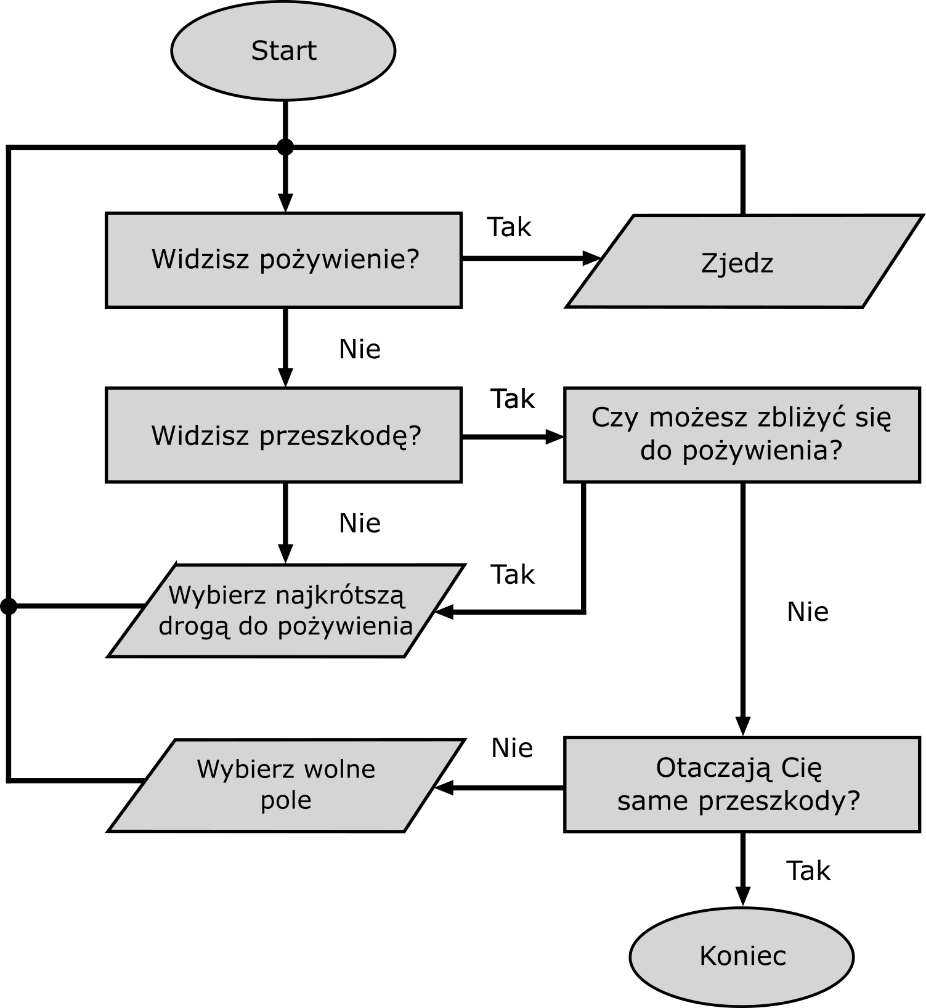 Start
Widzisz pożywienie?
Tak
Zjedz
Nie
Widzisz przeszkodę?
Tak
Czy możesz zbliżyć się
do pożywienia?
Nie
Wybierz najkrótszą
drogą do pożywienia
Tak
Nie
Wybierz wolne
pole
Nie
Otaczają Cię
same przeszkody?
Tak
Koniec